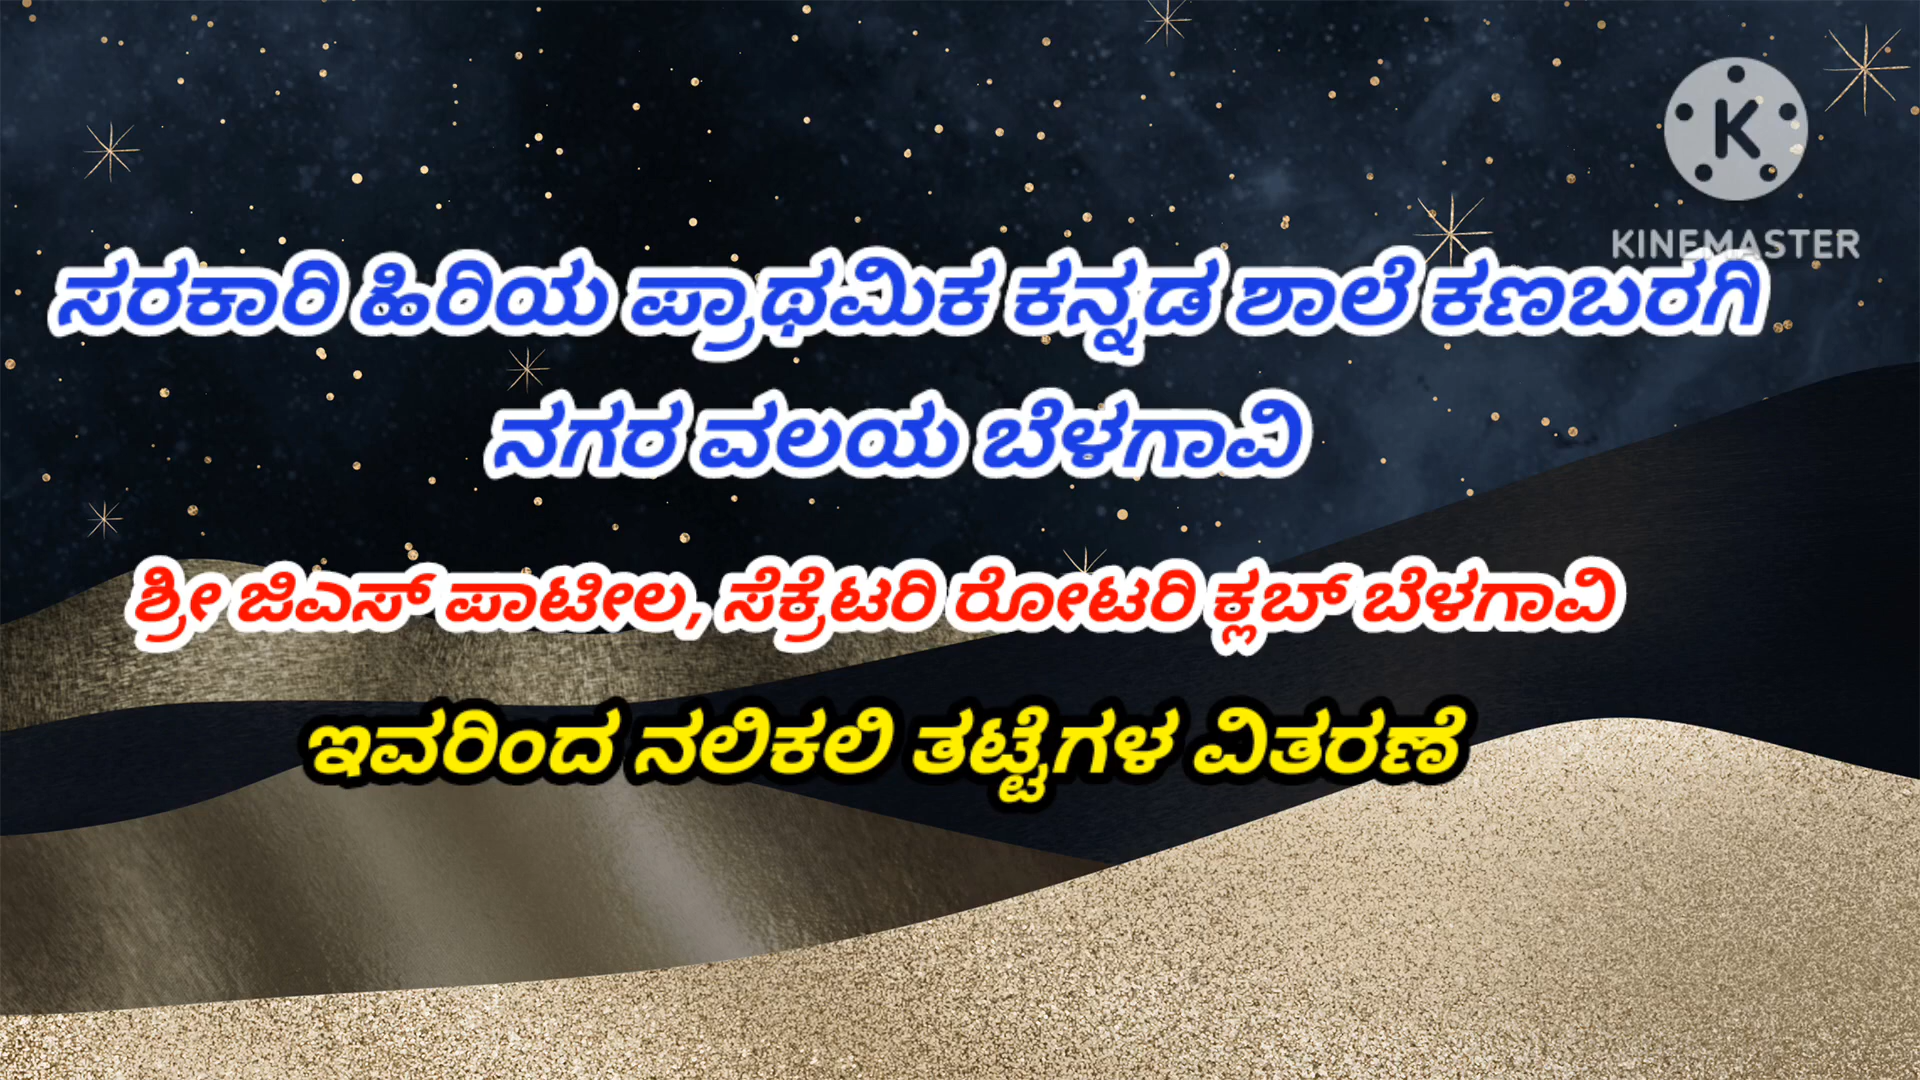 K
KINEMASTER
ಸರಕಾರಿ ಹಿರಿಯ ಪ್ರಾಥಮಿಕ ಕನ್ನಡ ಶಾಲೆ ಕಣಬರಗಿ
ನಗರ ವಲಯ ಬೆಳಗಾವಿ
ಶ್ರೀ ಜಿಎಸ್ ಪಾಟೀಲ, ಸೆಕ್ರೆಟರಿ ರೋಟರಿ ಕ್ಲಬ್ ಬೆಳಗಾವಿ
ಇವರಿಂದ ನಲಿಕಲಿ ತಟ್ಟೆಗಳ ವಿತರಣೆ